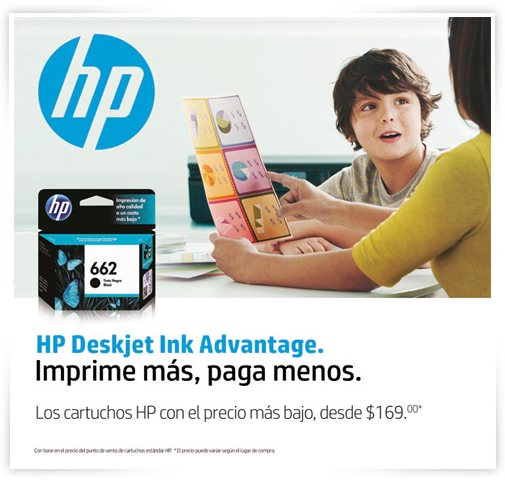 hp
hp
Impresión de
alta calidad
a un costo
más bajo*
662
Tinta Negra
Black
HP Deskjet Ink Advantage.
Imprime más, paga menos.
Los cartuchos HP con el precio más bajo, desde $169.00*
Con base en el precio del punto de venta de cartuchos estándar HP. * El precio puede variar según el lugar de compra.